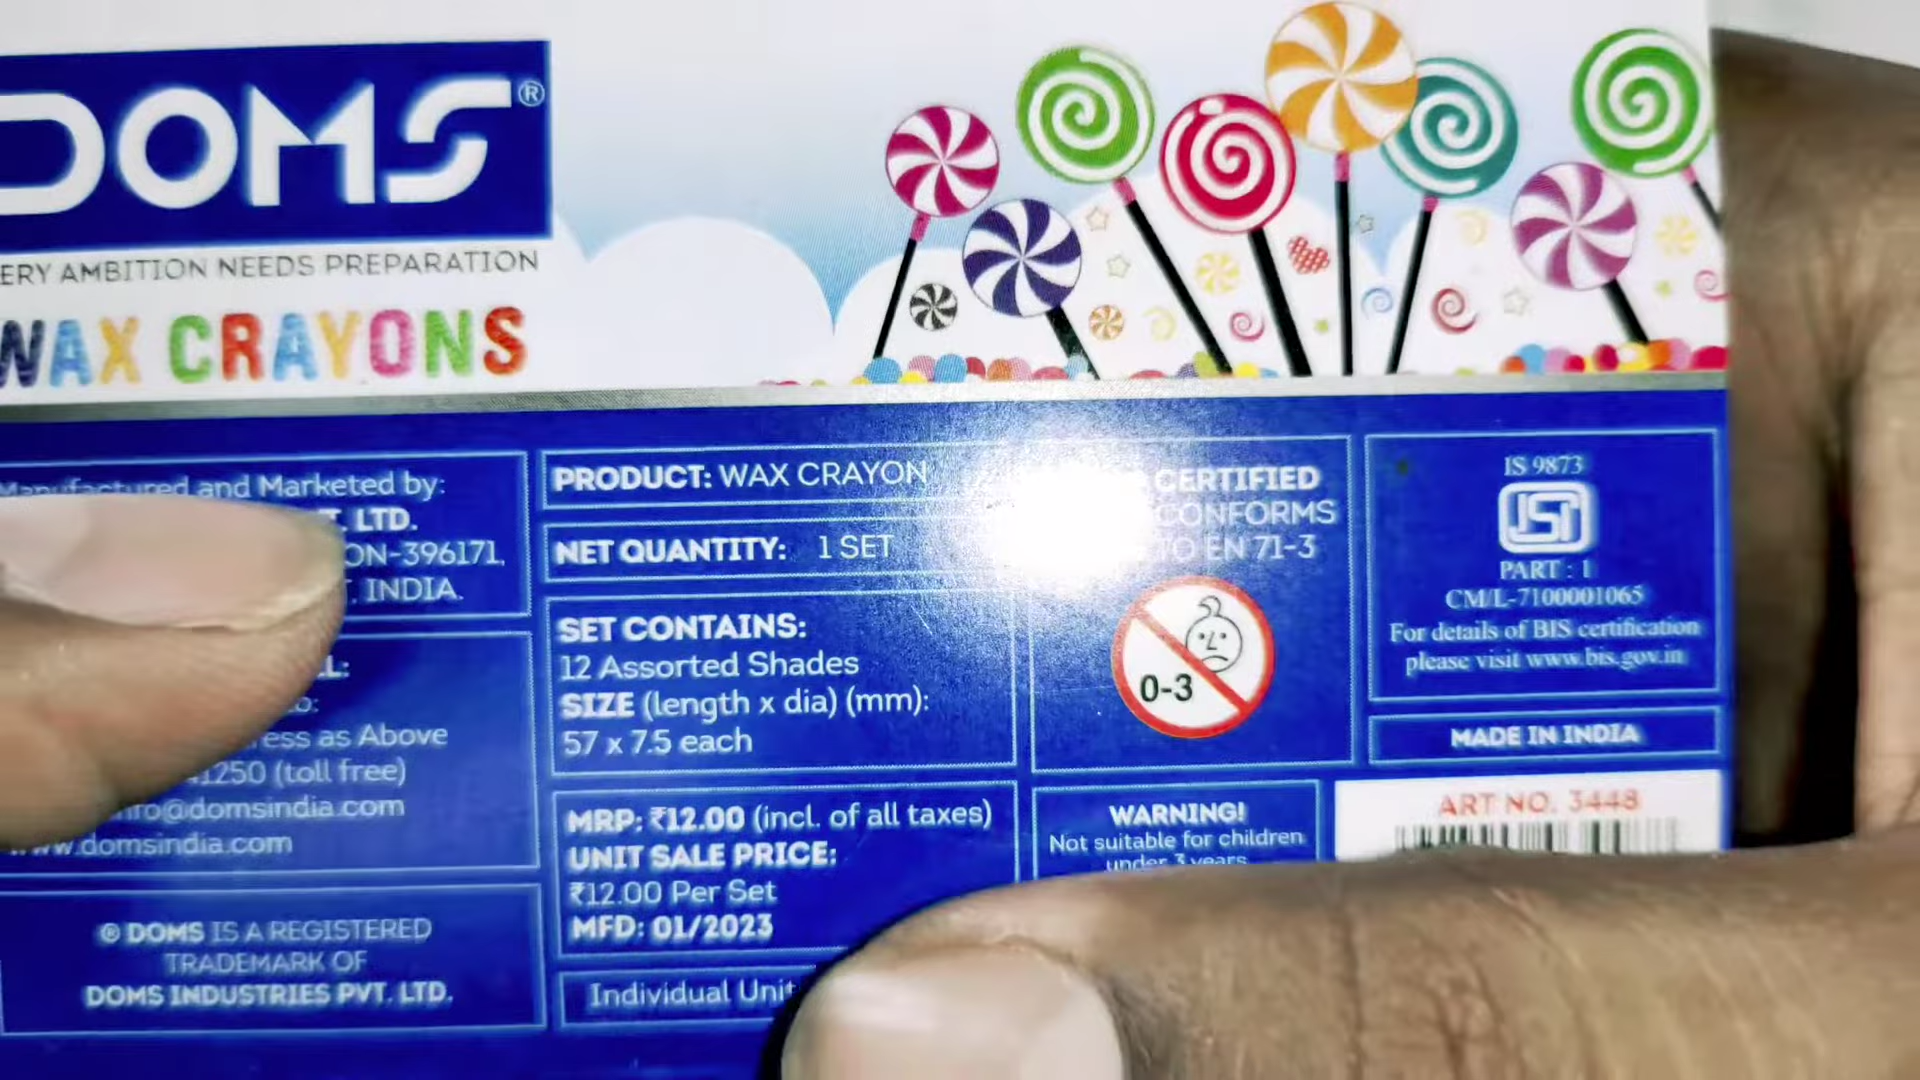 DOMS®
AMBITION NEEDS PREPARATION
WAX CRAYONS
Manufactured and Marketed by:
LTD.
396171,
INDIA.
as Above
(toll free)
@domsindia.com
www.domsindia.com
® DOMS IS A REGISTERED
TRADEMARK OF
DOMS INDUSTRIES PVT. LTD.
PRODUCT: WAX CRAYON
NET QUANTITY: 1 SET
SET CONTAINS:
12 Assorted Shades
SIZE (length x dia) (mm):
57 x 7.5 each
MRP: ₹12.00 (incl. of all taxes)
UNIT SALE PRICE:
₹12.00 Per Set
MFD: 01/2023
Individual Unit
CERTIFIED
CONFORMS
TO EN 71-3
0-3
WARNING!
Not suitable for children
under 3 years
IS 9873
ISI
PART : 1
CM/L-7100001065
For details of BIS certification
please visit www.bis.gov.in
MADE IN INDIA
ART NO. 3448